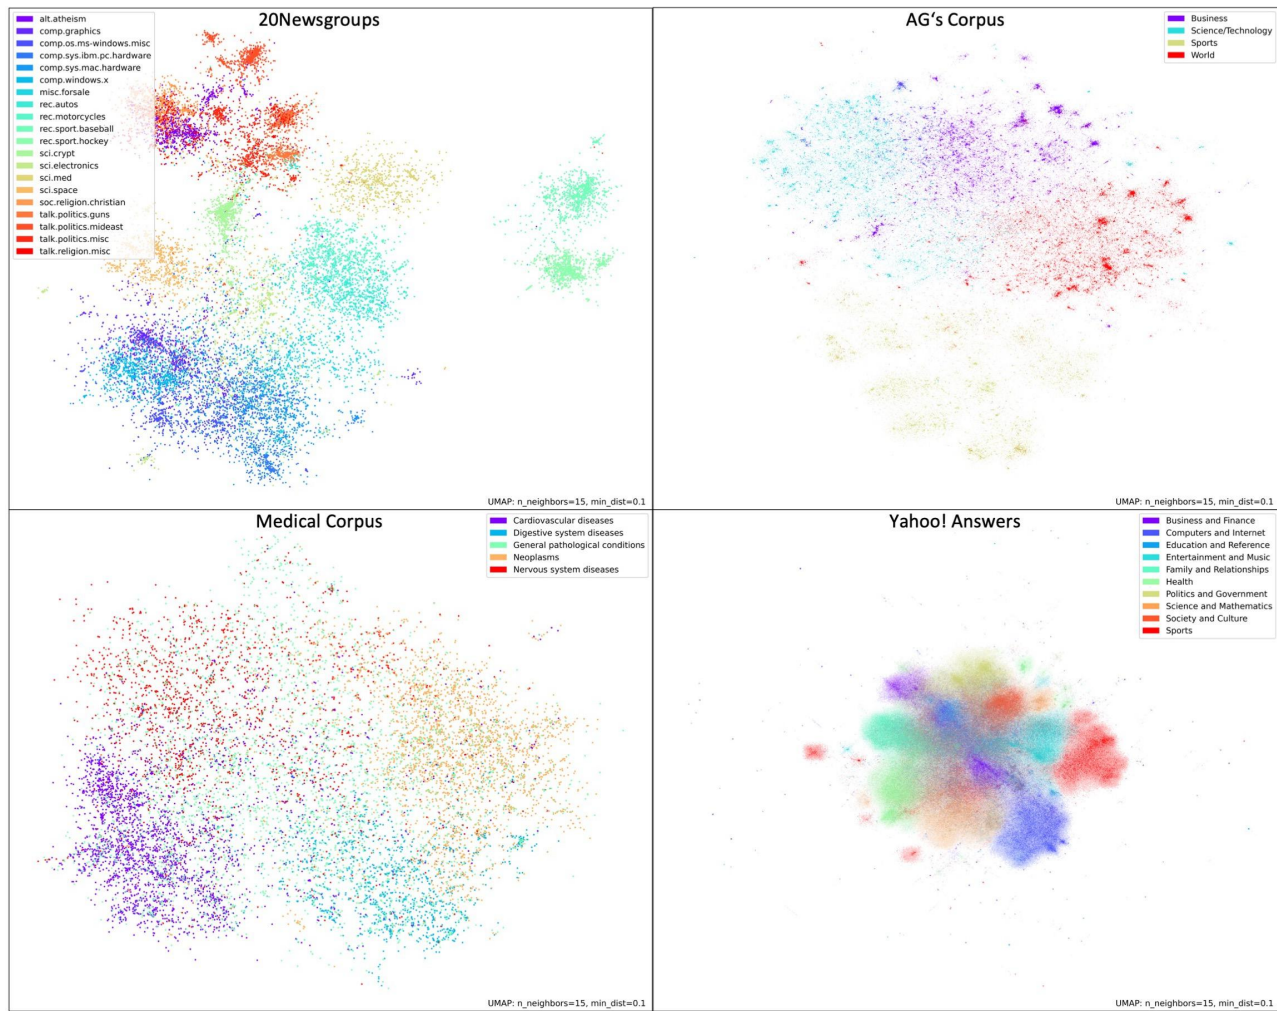 20Newsgroups
alt.atheism
comp.graphics
comp.os.ms-windows.misc
comp.sys.ibm.pc.hardware
comp.sys.mac.hardware
comp.windows.x
misc.forsale
rec.autos
rec.motorcycles
rec.sport.baseball
rec.sport.hockey
sci.crypt
sci.electronics
sci.med
sci.space
soc.religion.christian
talk.politics.guns
talk.politics.mideast
talk.politics.misc
talk.religion.misc
UMAP: n_neighbors=15, min_dist=0.1
AG‘s Corpus
Business
Science/Technology
Sports
World
UMAP: n_neighbors=15, min_dist=0.1
Medical Corpus
Cardiovascular diseases
Digestive system diseases
General pathological conditions
Neoplasms
Nervous system diseases
UMAP: n_neighbors=15, min_dist=0.1
Yahoo! Answers
Business and Finance
Computers and Internet
Education and Reference
Entertainment and Music
Family and Relationships
Health
Politics and Government
Science and Mathematics
Society and Culture
Sports
UMAP: n_neighbors=15, min_dist=0.1